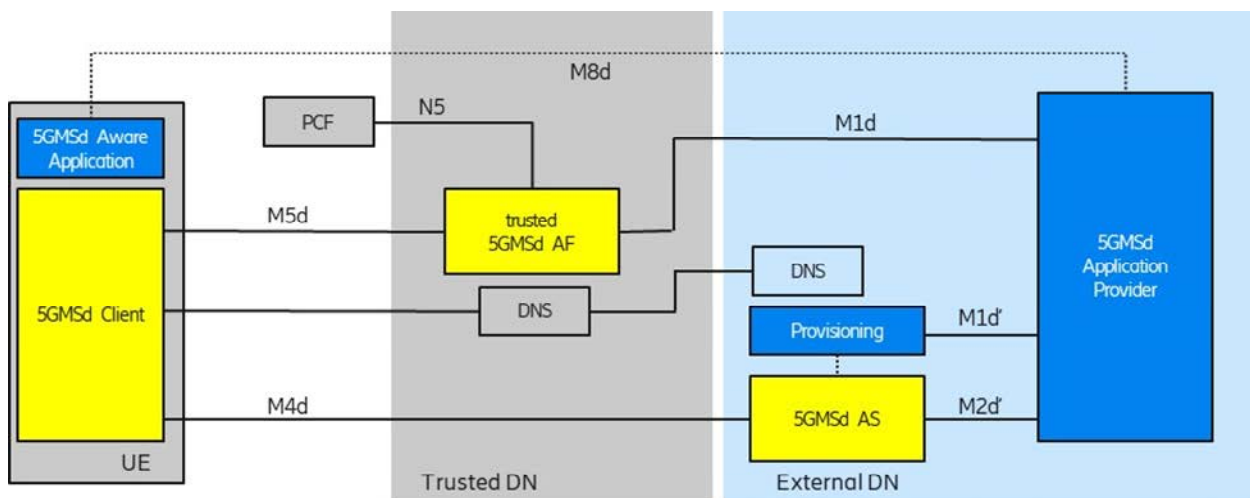 M8d
N5
M1d
PCF
5GMSd Aware
Application
M5d
trusted
5GMSd AF
5GMSd
Application
Provider
DNS
5GMSd Client
DNS
Provisioning
M1d'
M4d
5GMSd AS
M2d'
UE
Trusted DN
External DN